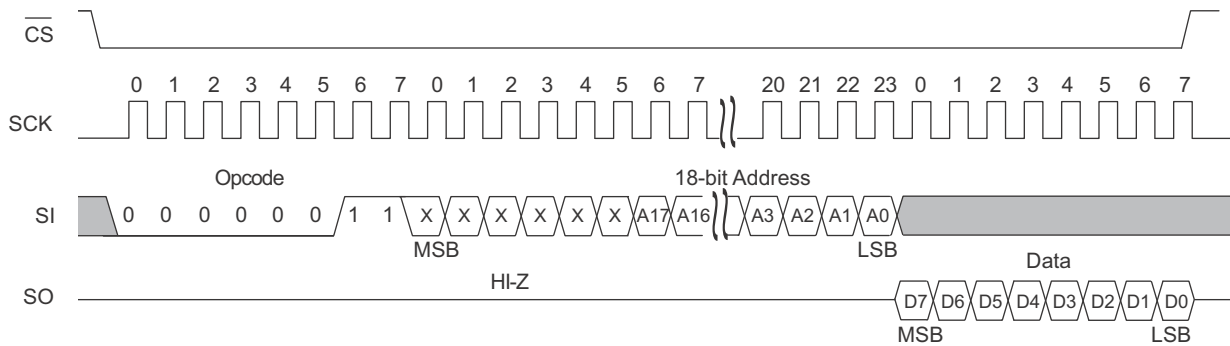 CS
0 1 2 3 4 5 6 7 0 1 2 3 4 5 6 7 20 21 22 23 0 1 2 3 4 5 6 7
SCK
Opcode 18-bit Address
SI 0 0 0 0 0 0 1 1 X X X X X X A17 A16 A3 A2 A1 A0
MSB LSB Data
HI-Z
SO D7 D6 D5 D4 D3 D2 D1 D0
MSB LSB